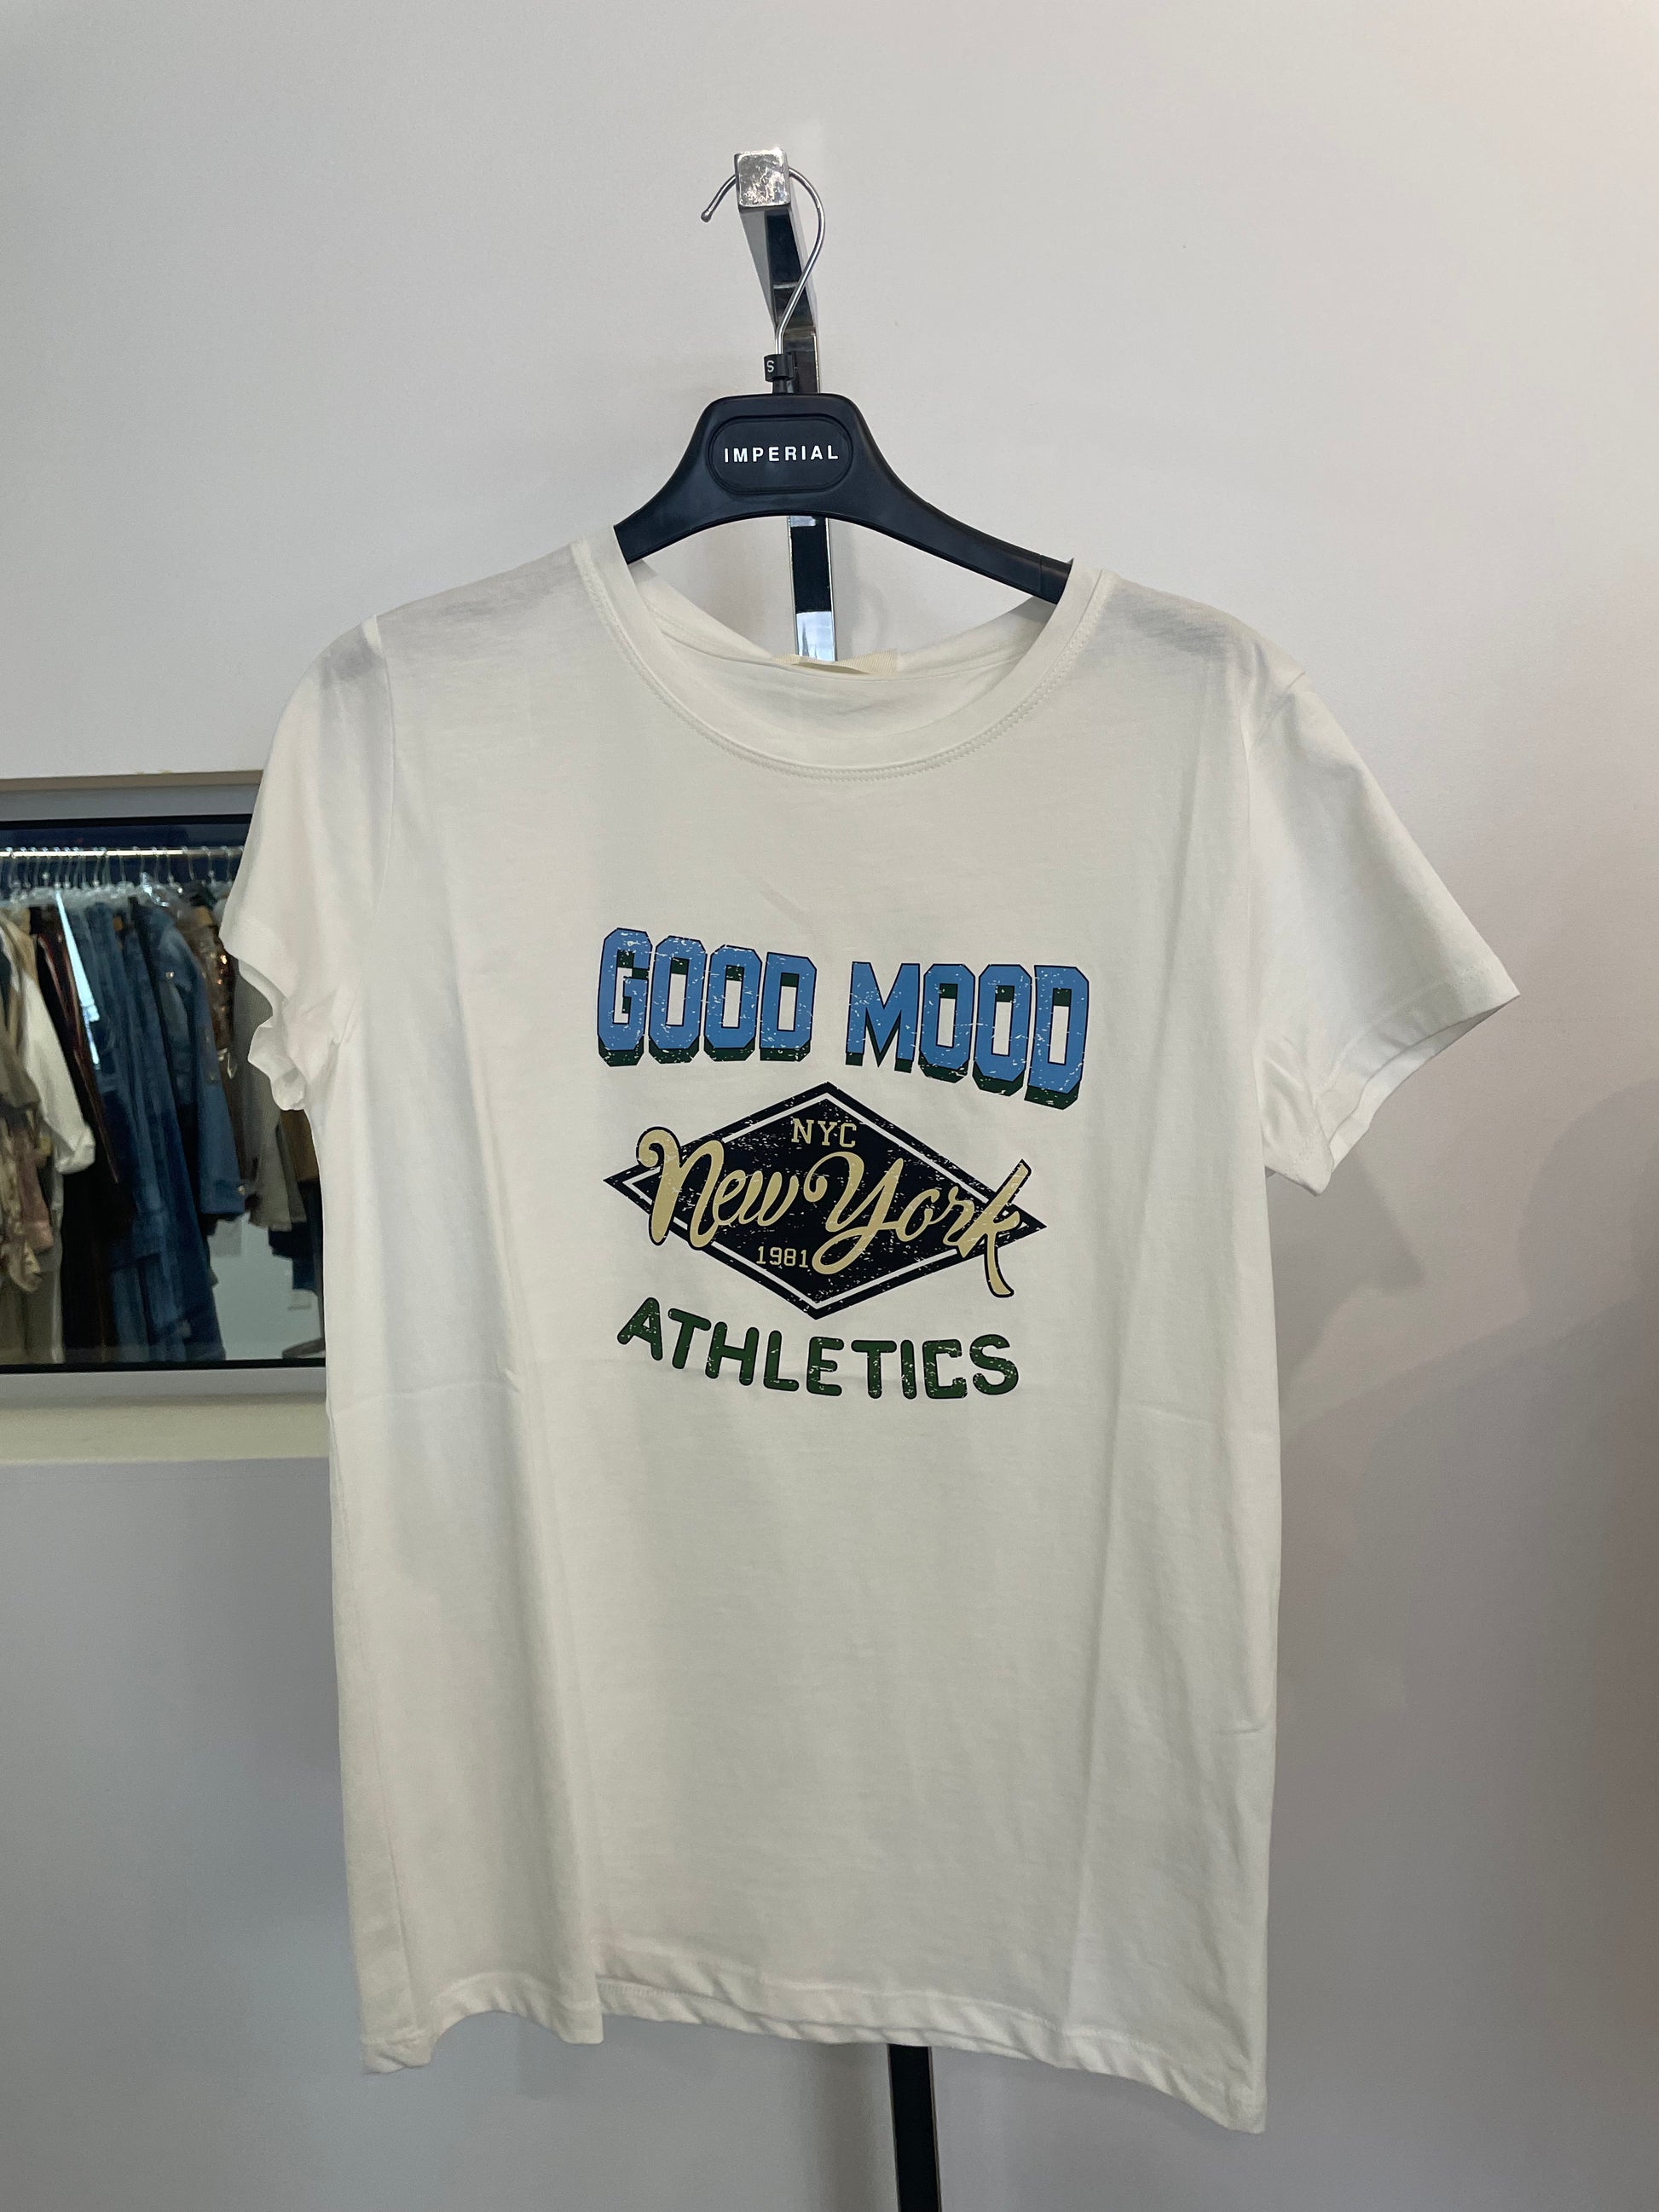 S
IMPERIAL
GOOD MOOD
NYC
New York
1981
ATHLETICS